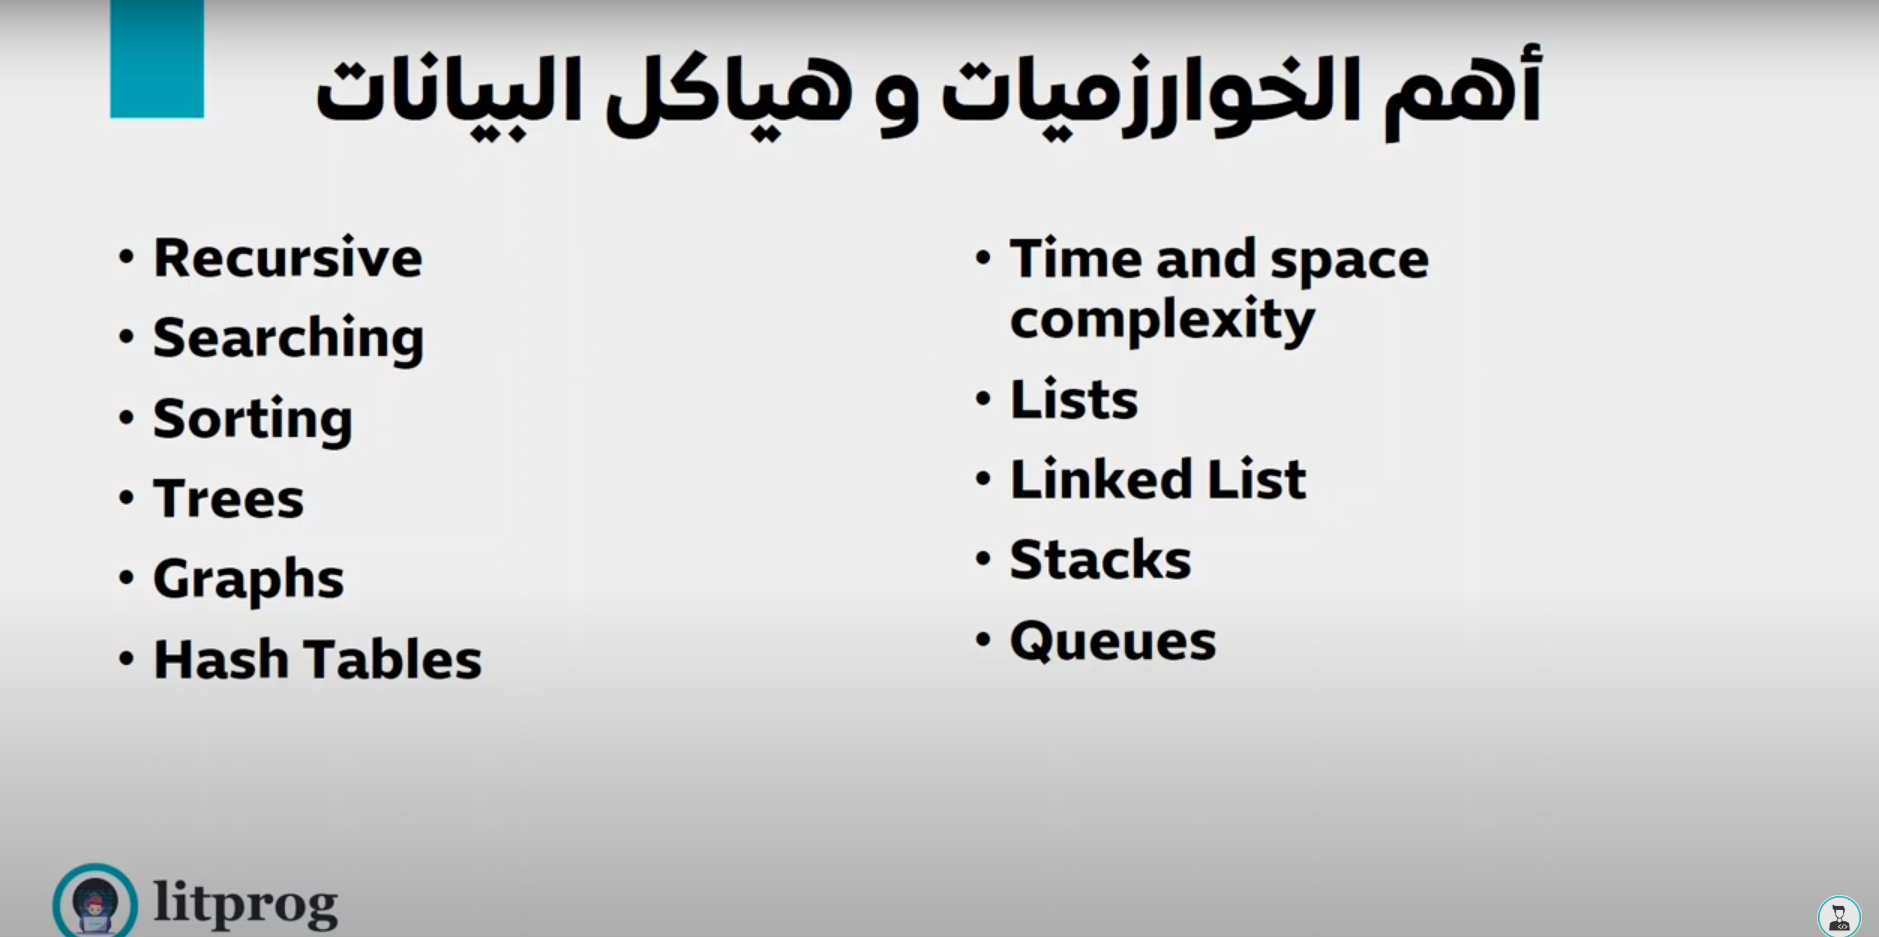 أهم الخوارزميات و هياكل البيانات
• Recursive
• Searching
• Sorting
• Trees
• Graphs
• Hash Tables
• Time and space
complexity
• Lists
• Linked List
• Stacks
• Queues
litprog